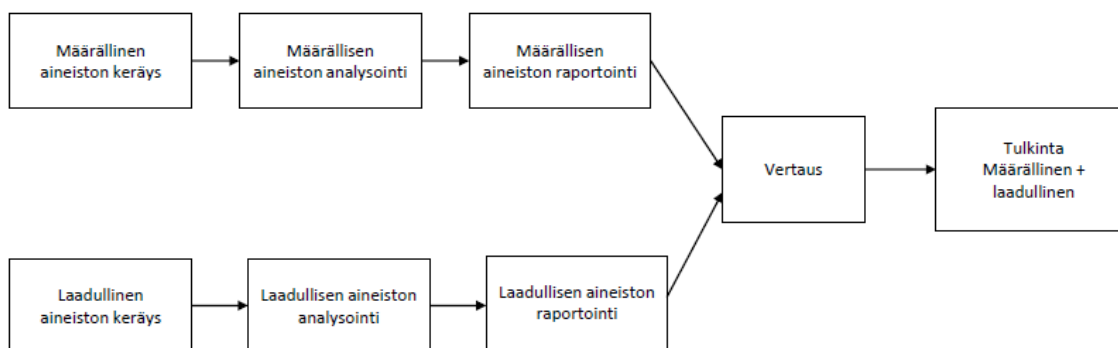 Määrällinen
aineiston keräys
Määrällisen
aineiston analysointi
Määrällisen
aineiston raportointi
Vertaus
Tulkinta
Määrällinen +
laadullinen
Laadullinen
aineiston keräys
Laadullisen aineiston
analysointi
Laadullisen aineiston
raportointi